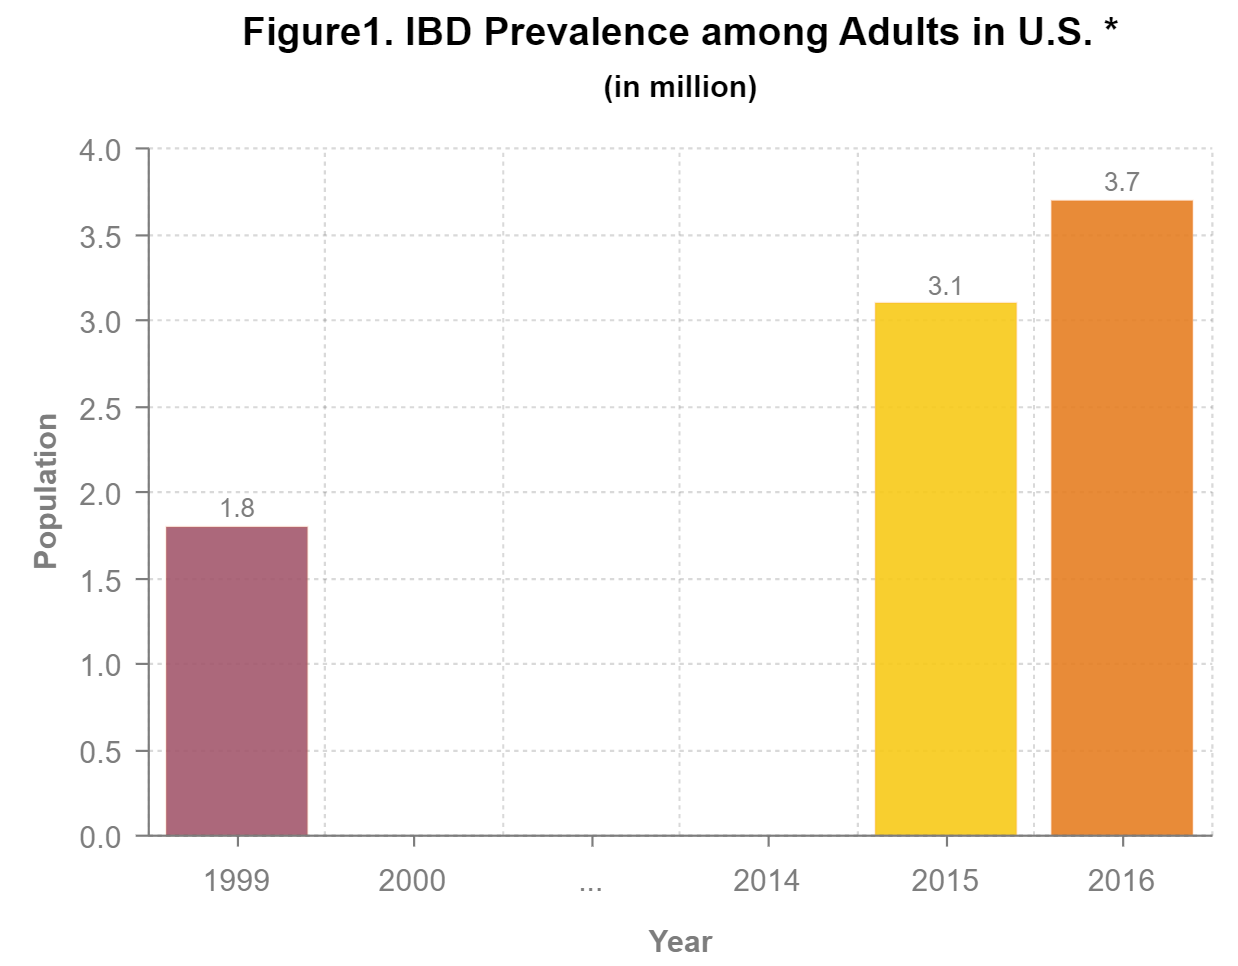 Figure1. IBD Prevalence among Adults in U.S. *
(in million)
4.0
3.5
3.0
2.5
2.0
1.5
1.0
0.5
0.0
Population
1.8
3.1
3.7
1999 2000 ... 2014 2015 2016
Year